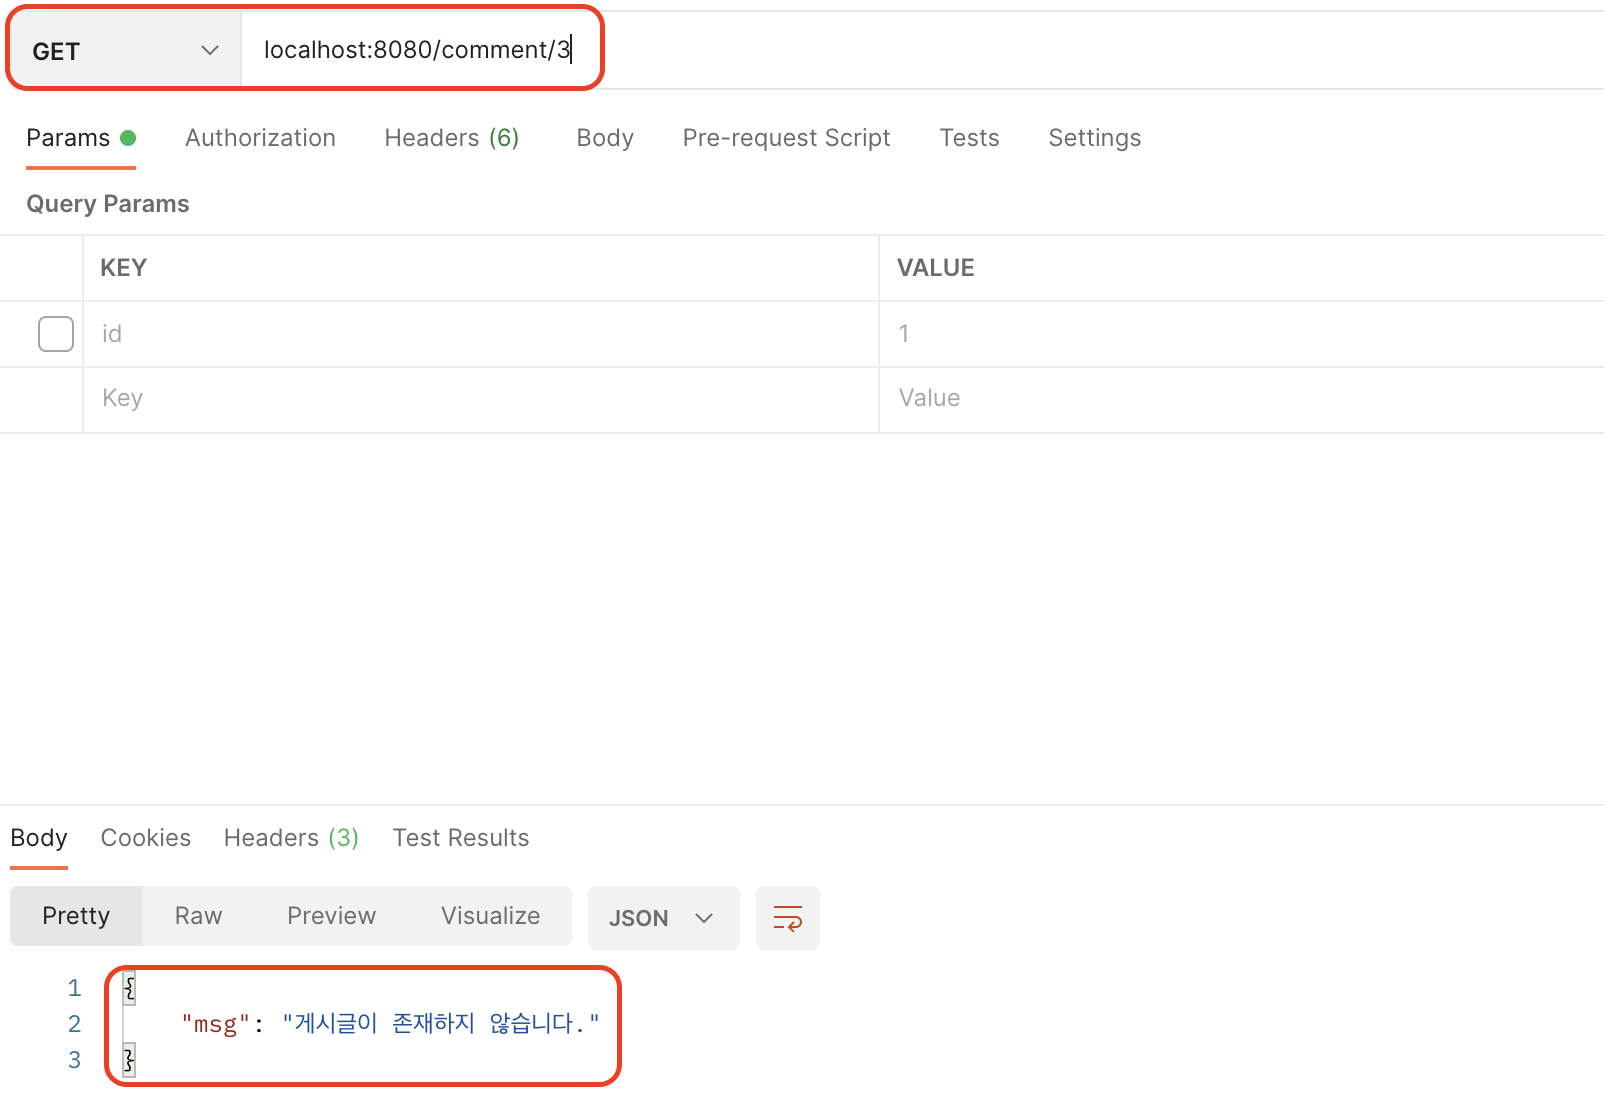 GET localhost:8080/comment/3
Params Authorization Headers (6) Body Pre-request Script Tests Settings
Query Params
KEY VALUE
id 1
Key Value
Body Cookies Headers (3) Test Results
Pretty Raw Preview Visualize JSON
1 {
2 "msg": "게시글이 존재하지 않습니다."
3 }